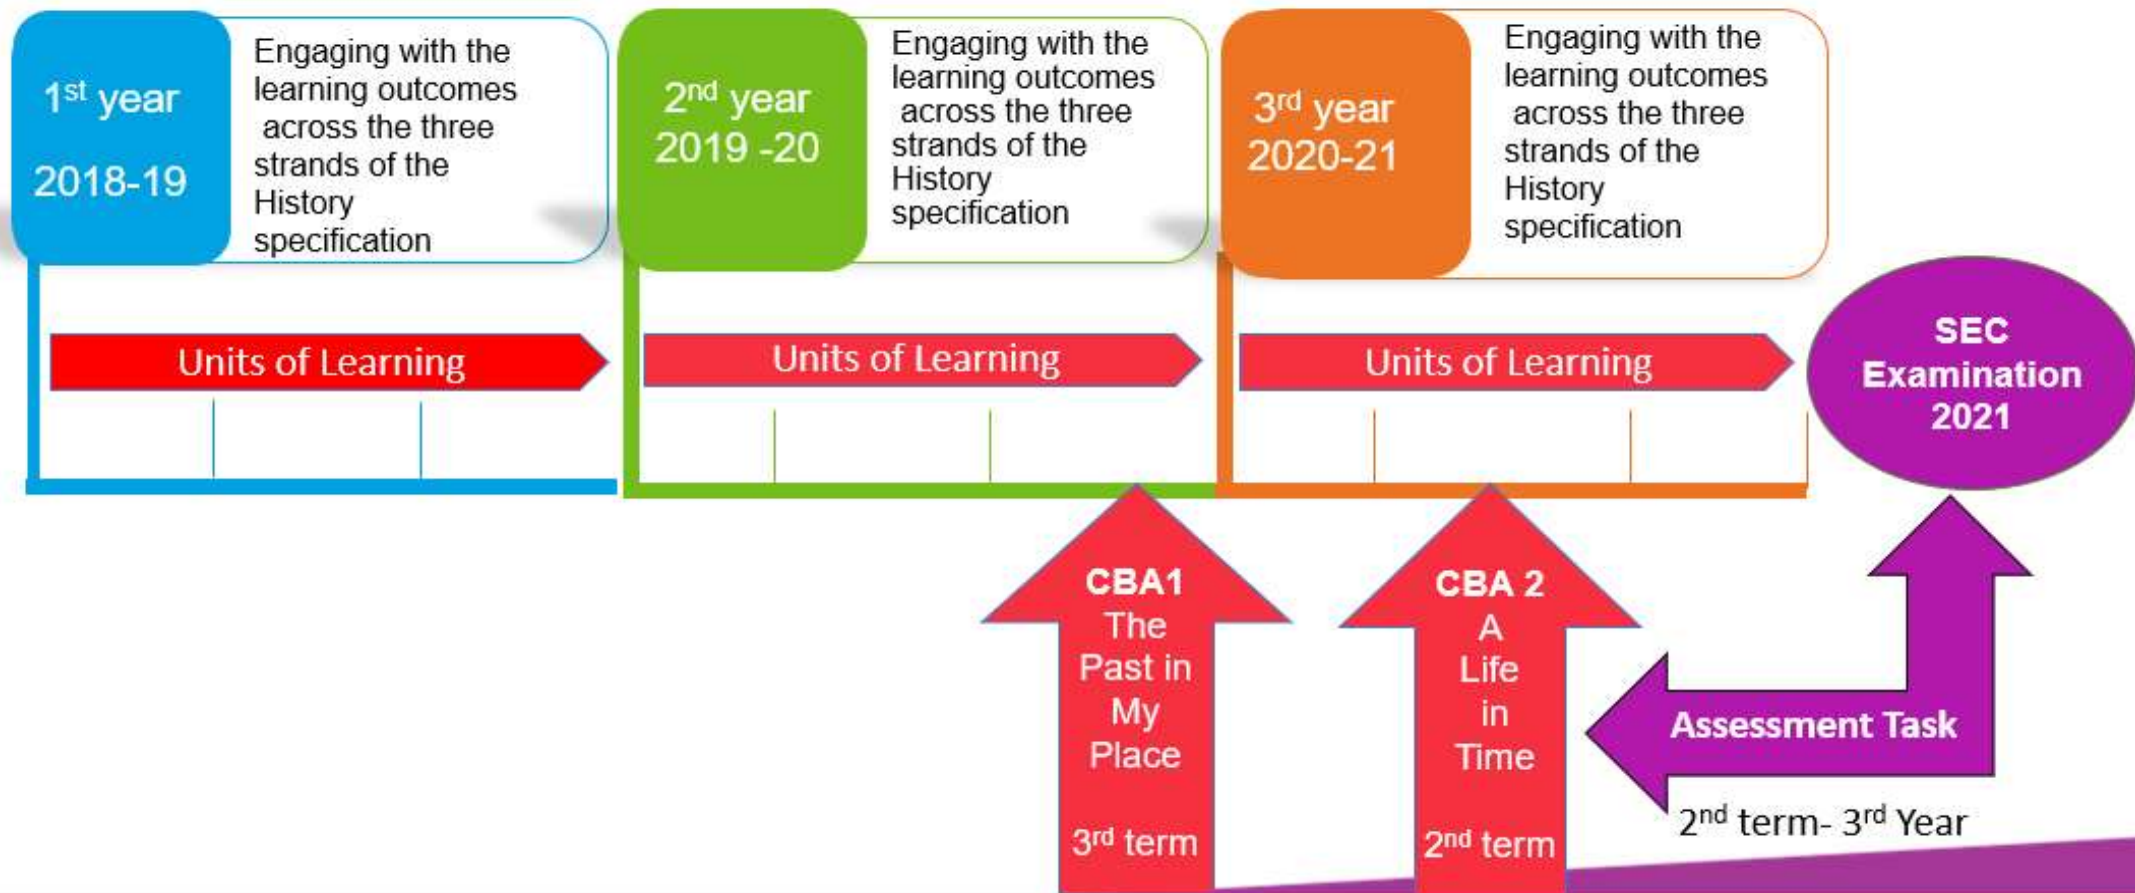 1st year
2018-19
Engaging with the
learning outcomes
across the three
strands of the
History
specification
2nd year
2019 -20
Engaging with the
learning outcomes
across the three
strands of the
History
specification
3rd year
2020-21
Engaging with the
learning outcomes
across the three
strands of the
History
specification
Units of Learning
Units of Learning
Units of Learning
SEC
Examination
2021
CBA1
The
Past in
My
Place
3rd term
CBA 2
A
Life
in
Time
2nd term
Assessment Task
2nd term- 3rd Year